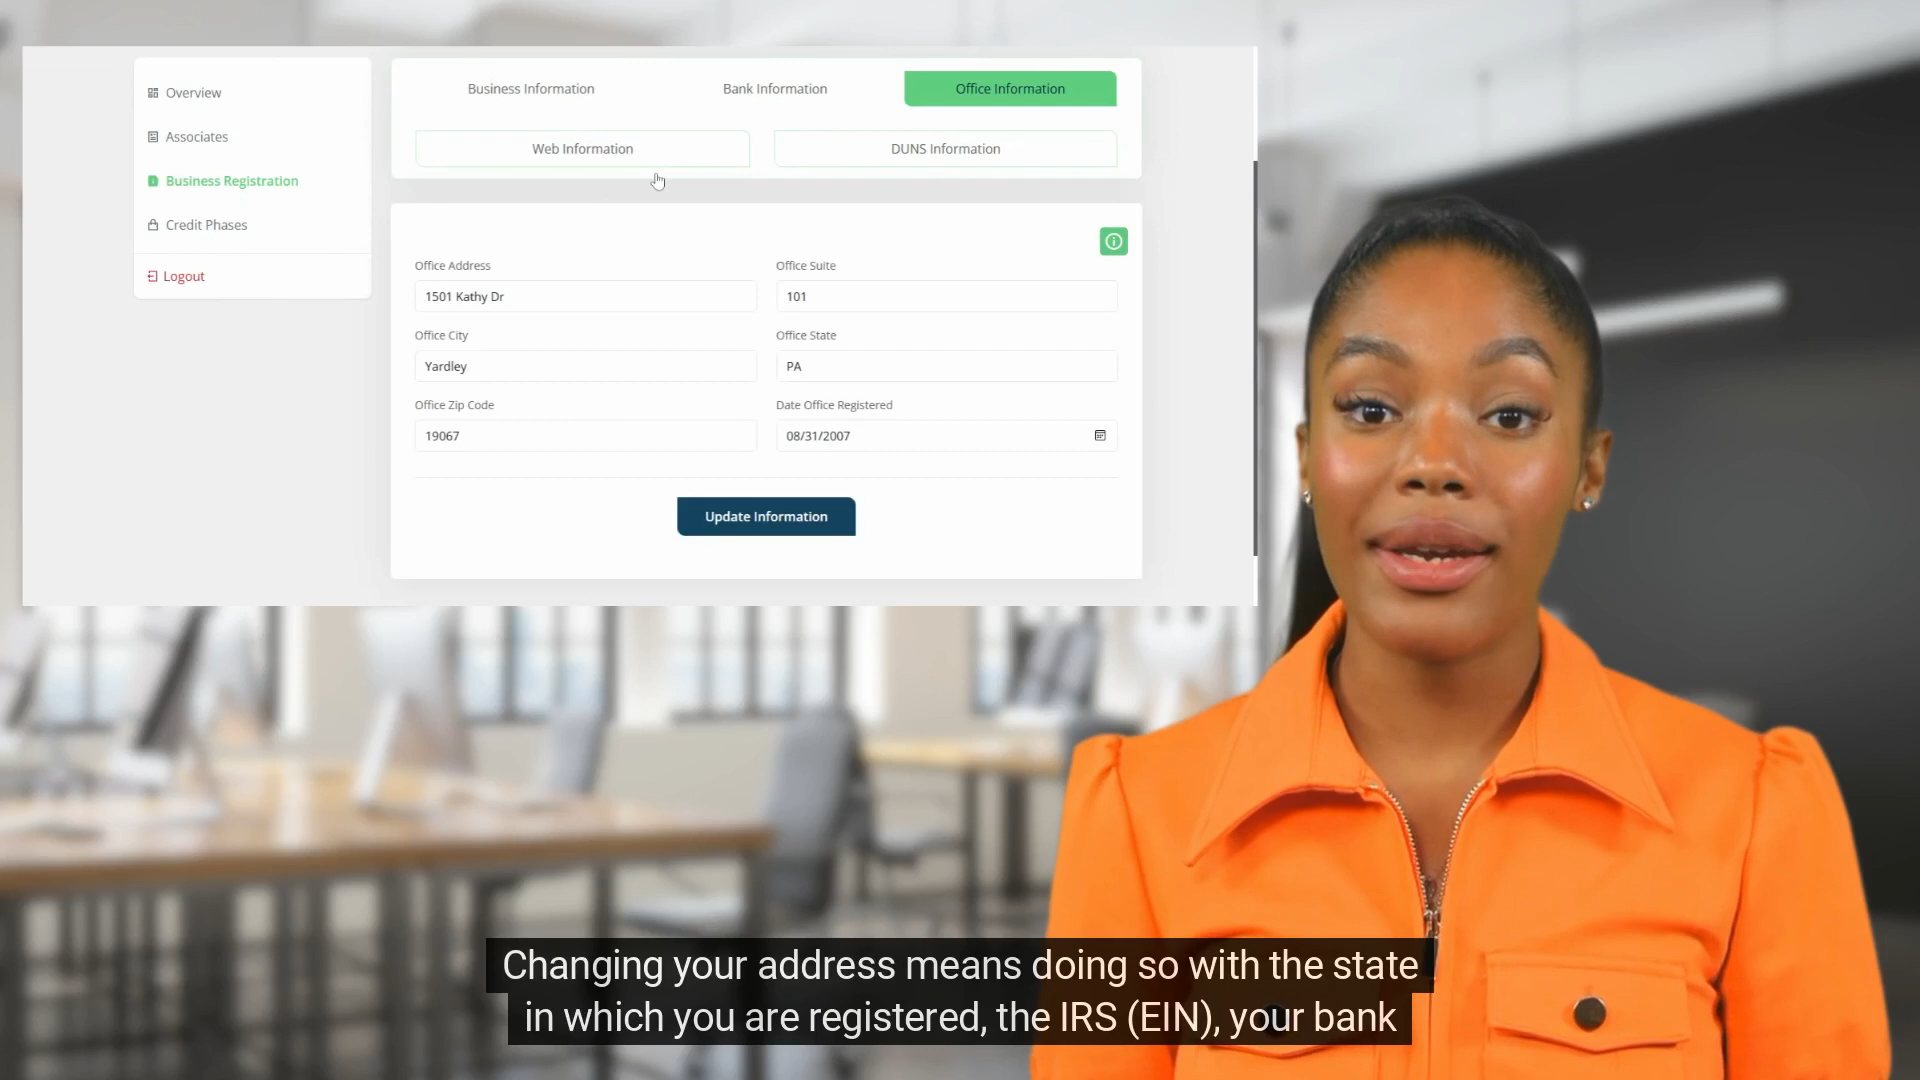 Overview
Associates
Business Registration
Credit Phases
Logout
Business Information
Bank Information
Office Information
Web Information
DUNS Information
Office Address
Office Suite
1501 Kathy Dr
101
Office City
Office State
Yardley
PA
Office Zip Code
Date Office Registered
19067
08/31/2007
Update Information
Changing your address means doing so with the state
in which you are registered, the IRS (EIN), your bank